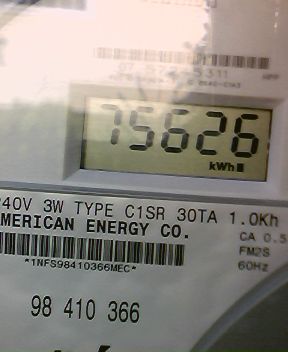 75626
kWh
240V 3W TYPE C1SR 30TA 1.0Kh
AMERICAN ENERGY CO.
CA 0.5
FM2S
*1NFS98410366MEC*
60Hz
98 410 366